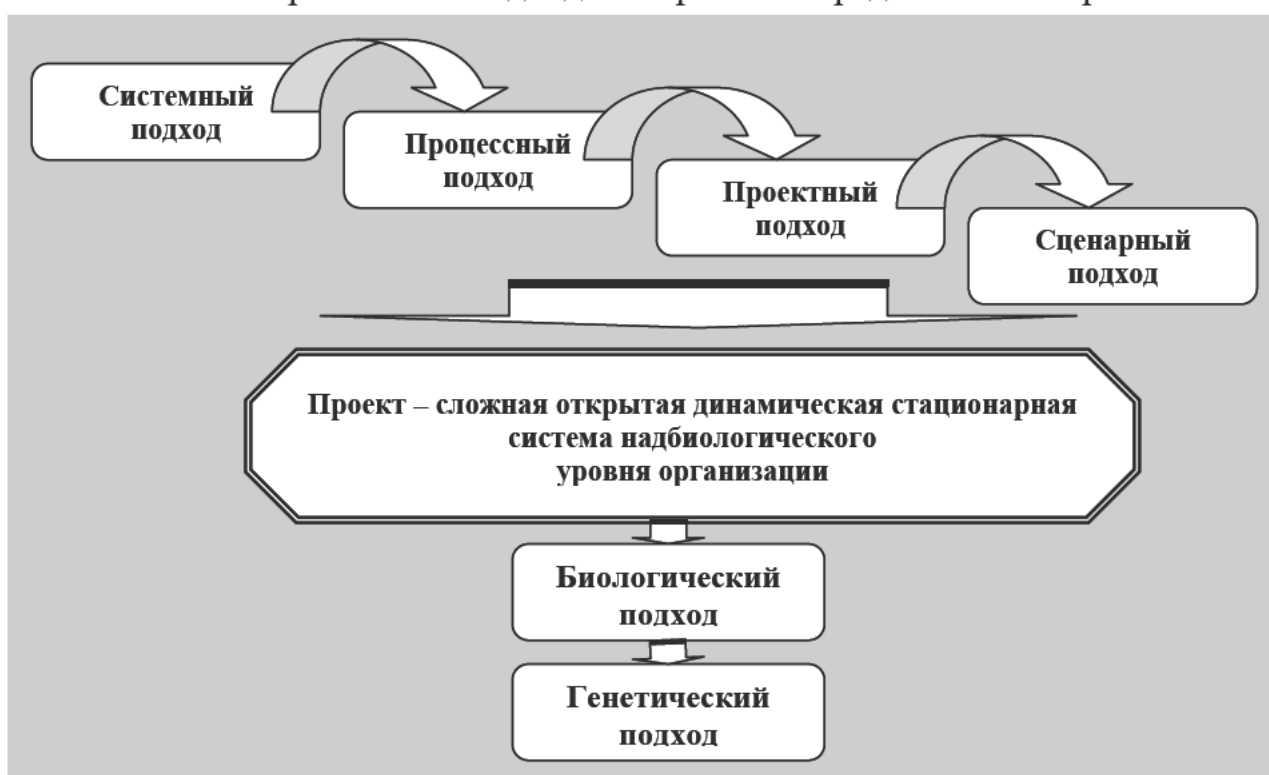 Системный
подход
Процессный
подход
Проектный
подход
Сценарный
подход
Проект – сложная открытая динамическая стационарная
система надбиологического
уровня организации
Биологический
подход
Генетический
подход